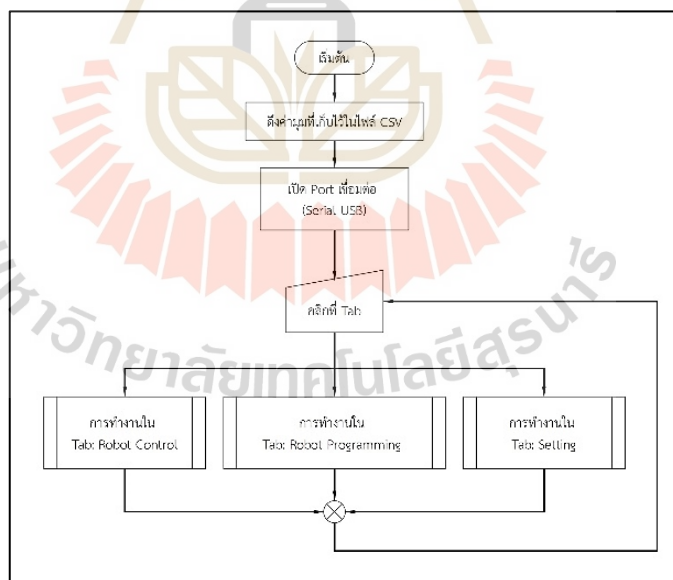 เริ่มต้น
ดึงค่ามุมที่เก็บไว้ในไฟล์ CSV
เปิด Port เชื่อมต่อ
(Serial USB)
คลิกที่ Tab
การทำงานใน
Tab: Robot Control
การทำงานใน
Tab: Robot Programming
การทำงานใน
Tab: Setting
มหาวิทยาลัยเทคโนโลยีสุรนารี